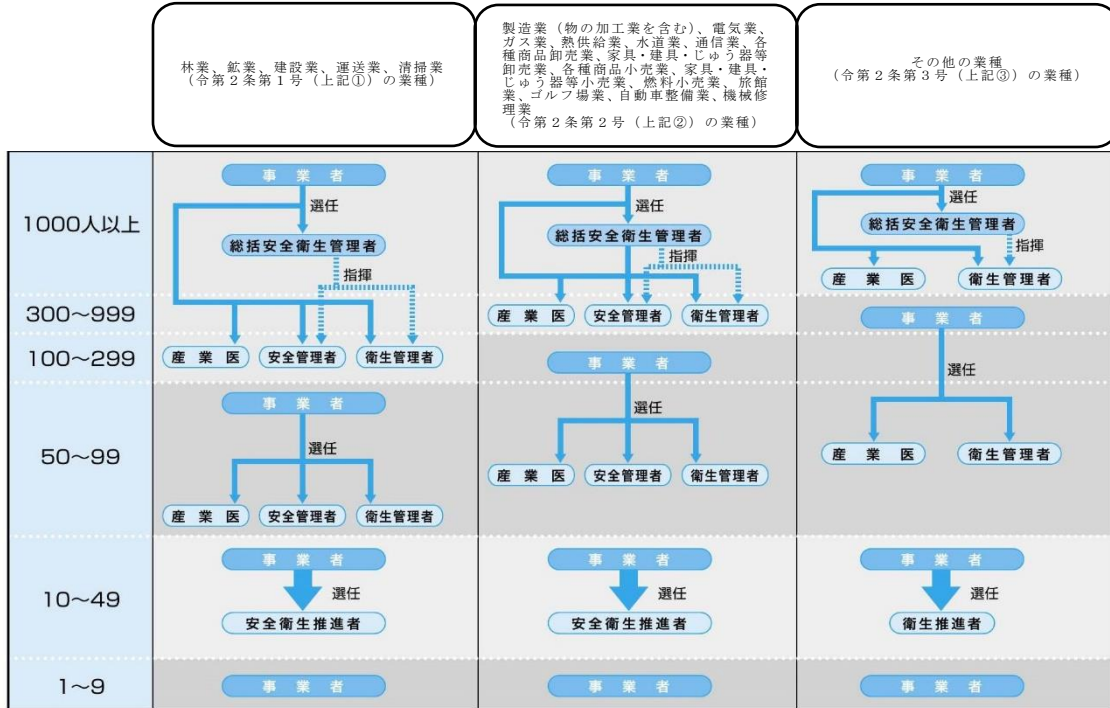 林業、鉱業、建設業、運送業、清掃業
(令第2条第1号(上記①)の業種)
製造業(物の加工業を含む)、電気業、
ガス業、熱供給業、水道業、通信業、各
種商品卸売業、家具・建具・じゅう器等
卸売業、各種商品小売業、家具・建具・
じゅう器等小売業、燃料小売業、旅館
業、ゴルフ場業、自動車整備業、機械修
理業
(令第2条第2号(上記②)の業種)
その他の業種
(令第2条第3号(上記③)の業種)
1000人以上
事業者
選任
総括安全衛生管理者
指揮
産業医
安全管理者
衛生管理者
事業者
選任
総括安全衛生管理者
指揮
産業医
安全管理者
衛生管理者
事業者
選任
総括安全衛生管理者
指揮
産業医
衛生管理者
300〜999
100〜299
50〜99
事業者
選任
産業医
安全管理者
衛生管理者
事業者
選任
産業医
安全管理者
衛生管理者
事業者
選任
産業医
衛生管理者
10〜49
事業者
選任
安全衛生推進者
事業者
選任
安全衛生推進者
事業者
選任
衛生推進者
1〜9
事業者
事業者
事業者